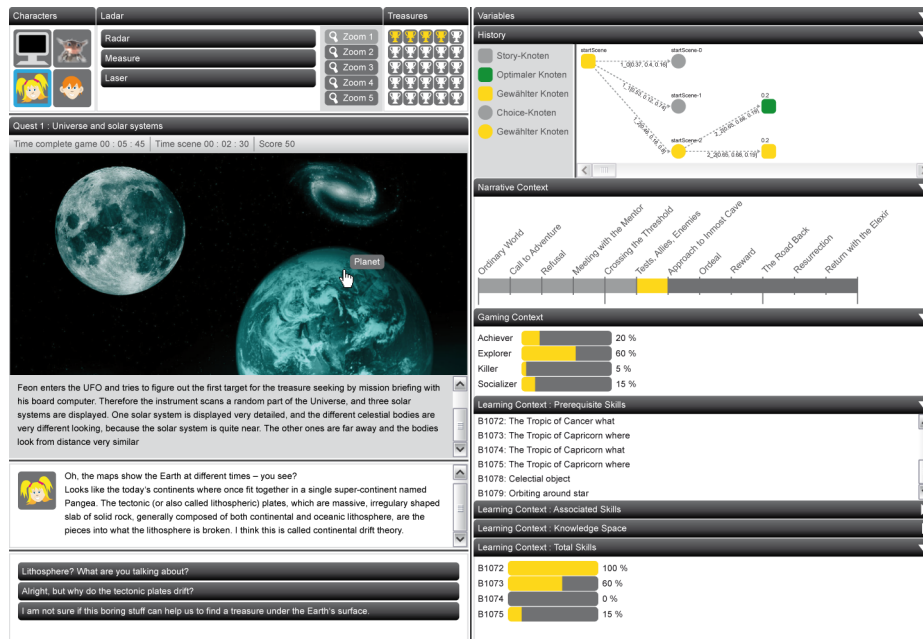 Characters
Ladar
Treasures
Radar
Measure
Laser
Zoom 1
Zoom 2
Zoom 3
Zoom 4
Zoom 5
Quest 1 : Universe and solar systems
Time complete game 00 : 05 : 45
Time scene 00 : 02 : 30
Score 50
Planet
Feon enters the UFO and tries to figure out the first target for the treasure seeking by mission briefing with
his board computer. Therefore the instrument scans a random part of the Universe, and three solar
systems are displayed. One solar system is displayed very detailed, and the different celestial bodies are
very different looking, because the solar system is quite near. The other ones are far away and the bodies
look from distance very similar
Oh, the maps show the Earth at different times – you see?
Looks like the today's continents where once fit together in a single super-continent named
Pangea. The tectonic (or also called lithospheric) plates, which are massive, irregulary shaped
slab of solid rock, generally composed of both continental and oceanic lithosphere, are the
pieces into what the lithosphere is broken. I think this is called continental drift theory.
Lithosphere? What are you talking about?
Alright, but why do the tectonic plates drift?
I am not sure if this boring stuff can help us to find a treasure under the Earth's surface.
Variables
History
Story-Knoten
Optimaler Knoten
Gewählter Knoten
Choice-Knoten
Gewählter Knoten
startScene
startScene-0
startScene-1
startScene-2
0.2
0.2
1_0[0.37, 0.4, 0.16]
2_2[0.65, 0.66, 0.15]
Narrative Context
Ordinary World
Call to Adventure
Refusal
Meeting with the Mentor
Crossing the Threshold
Tests, Allies, Enemies
Approach to Inmost Cave
Ordeal
Reward
The Road Back
Resurrection
Return with the Elexir
Gaming Context
Achiever 20 %
Explorer 60 %
Killer 5 %
Socializer 15 %
Learning Context : Prerequisite Skills
B1072: The Tropic of Cancer what
B1073: The Tropic of Capricorn where
B1074: The Tropic of Capricorn what
B1075: The Tropic of Capricorn where
B1078: Celectial object
B1079: Orbiting around star
Learning Context : Associated Skills
Learning Context : Knowledge Space
Learning Context : Total Skills
B1072 100 %
B1073 60 %
B1074 0 %
B1075 15 %